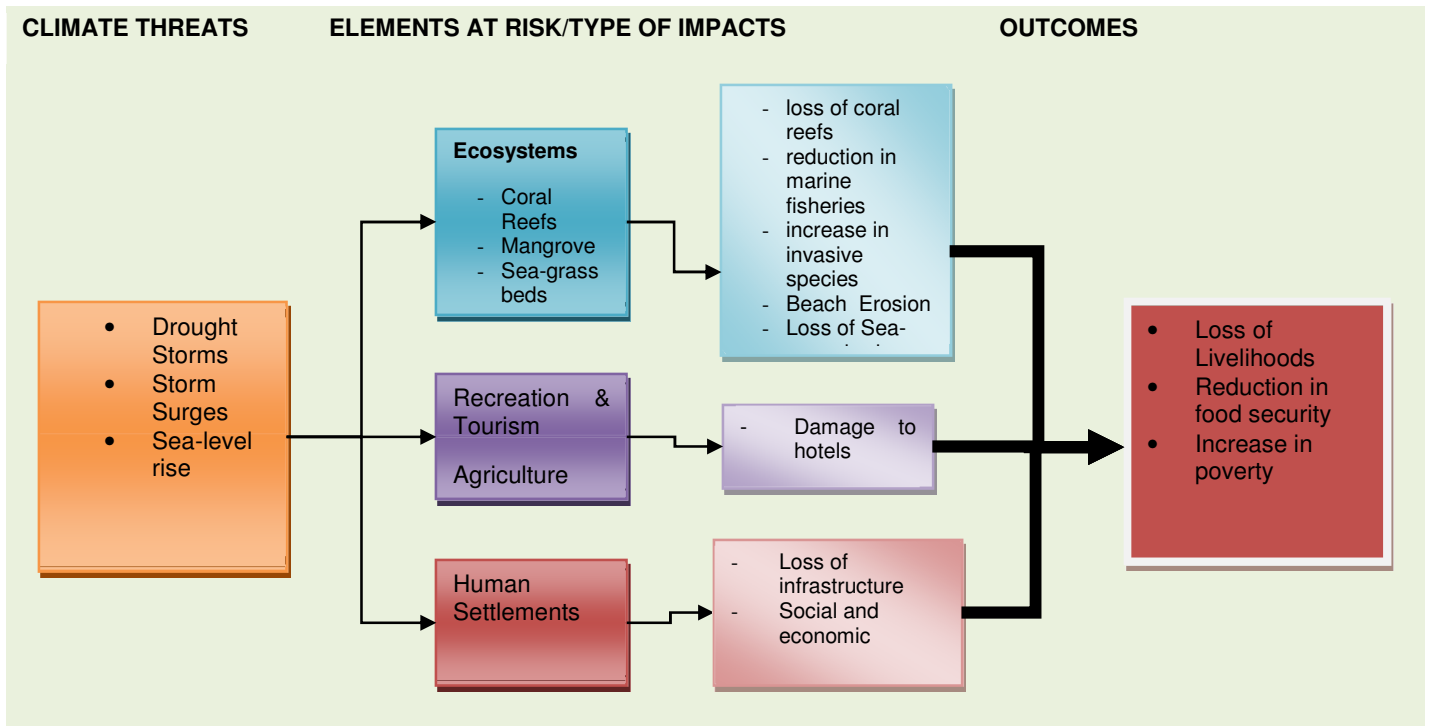 CLIMATE THREATS
ELEMENTS AT RISK/TYPE OF IMPACTS
OUTCOMES
• Drought
Storms
• Storm
Surges
• Sea-level
rise
Ecosystems
- Coral
Reefs
- Mangrove
- Sea-grass
beds
Recreation &
Tourism
Agriculture
Human
Settlements
- loss of coral
reefs
- reduction in
marine
fisheries
- increase in
invasive
species
- Beach Erosion
- Loss of Sea-
- Damage to
hotels
- Loss of
infrastructure
- Social and
economic
• Loss of
Livelihoods
• Reduction in
food security
• Increase in
poverty